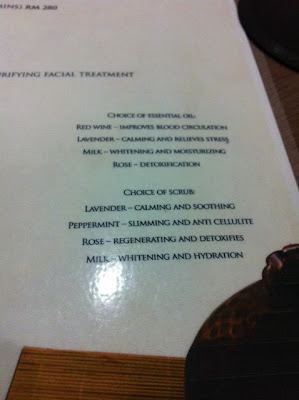 MINS) RM 280
RIFYING FACIAL TREATMENT
CHOICE OF ESSENTIAL OIL:
RED WINE – IMPROVES BLOOD CIRCULATION
LAVENDER – CALMING AND RELIEVES STRESS
MILK – WHITENING AND MOISTURIZING
ROSE – DETOXIFICATION
CHOICE OF SCRUB:
LAVENDER – CALMING AND SOOTHING
PEPPERMINT – SLIMMING AND ANTI CELLULITE
ROSE – REGENERATING AND DETOXIFIES
MILK – WHITENING AND HYDRATION